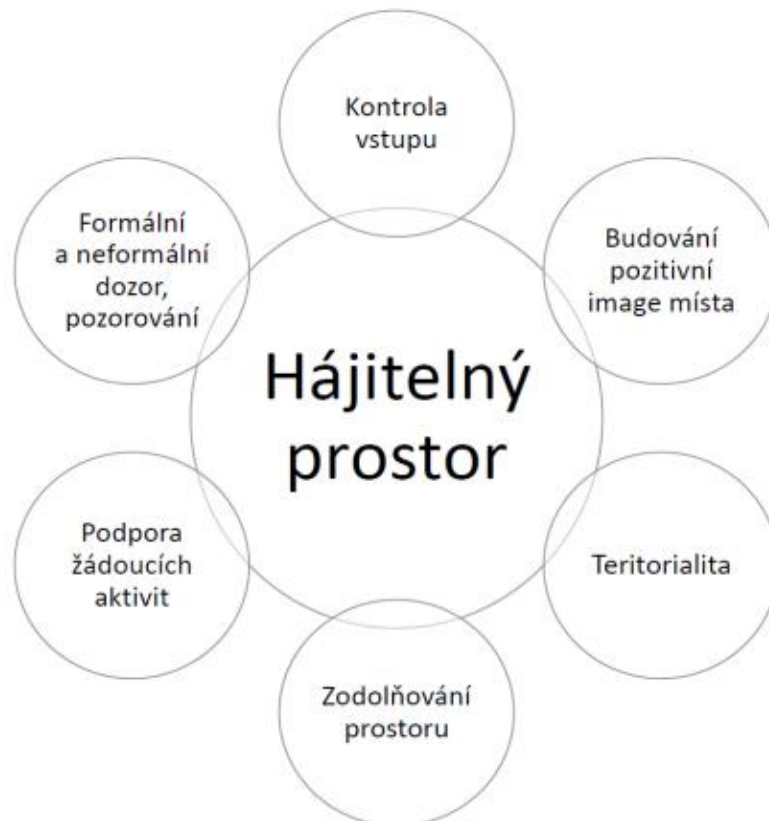 Kontrola
vstupu
Formální
a neformální
dozor,
pozorování
Budování
pozitivní
image místa
Hájitelný
prostor
Podpora
žádoucích
aktivit
Teritorialita
Zodolňování
prostoru